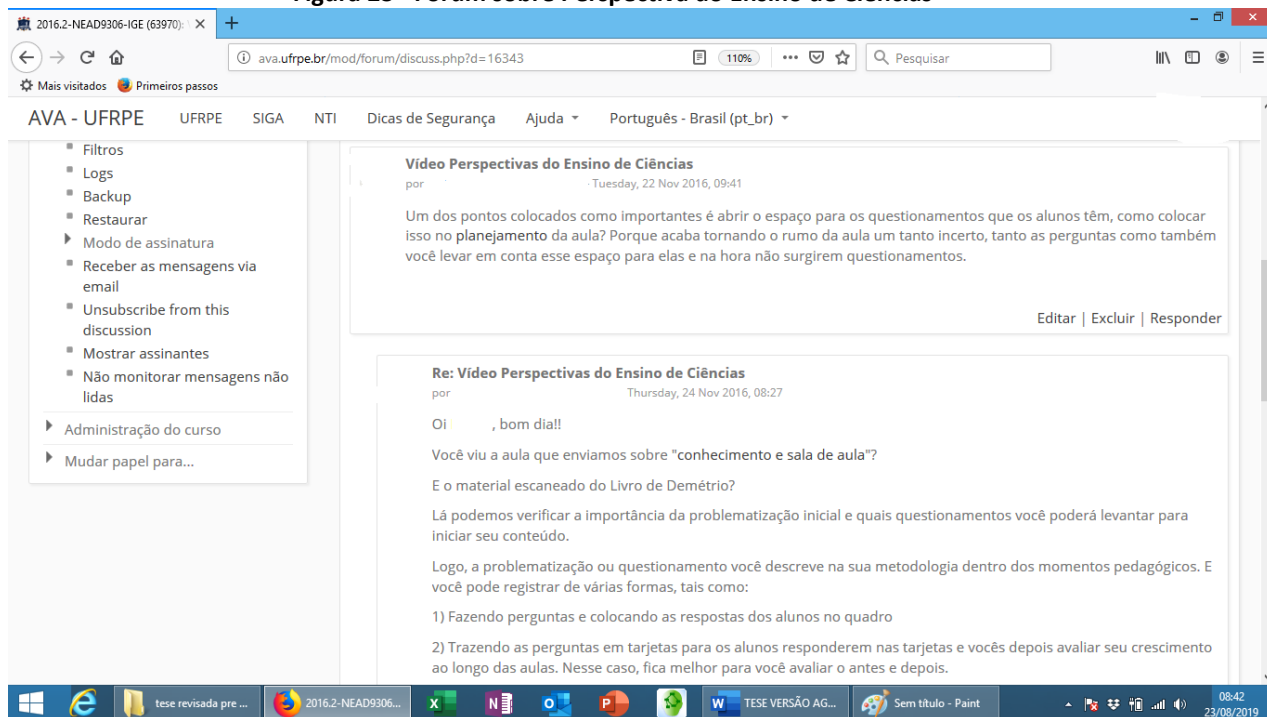 2016.2-NEAD9306-IGE (63970):
ava.ufrpe.br/mod/forum/discuss.php?d=16343
110%
Pesquisar
Mais visitados
Primeiros passos
AVA - UFRPE
UFRPE
SIGA
NTI
Dicas de Segurança
Ajuda
Português - Brasil (pt_br)
Filtros
Logs
Backup
Restaurar
Modo de assinatura
Receber as mensagens via
email
Unsubscribe from this
discussion
Mostrar assinantes
Não monitorar mensagens não
lidas
Administração do curso
Mudar papel para...
Vídeo Perspectivas do Ensino de Ciências
por
Tuesday, 22 Nov 2016, 09:41
Um dos pontos colocados como importantes é abrir o espaço para os questionamentos que os alunos têm, como colocar
isso no planejamento da aula? Porque acaba tornando o rumo da aula um tanto incerto, tanto as perguntas como também
você levar em conta esse espaço para elas e na hora não surgirem questionamentos.
Editar | Excluir | Responder
Re: Vídeo Perspectivas do Ensino de Ciências
por
Thursday, 24 Nov 2016, 08:27
Oi , bom dia!!
Você viu a aula que enviamos sobre "conhecimento e sala de aula"?
E o material escaneado do Livro de Demétrio?
Lá podemos verificar a importância da problematização inicial e quais questionamentos você poderá levantar para
iniciar seu conteúdo.
Logo, a problematização ou questionamento você descreve na sua metodologia dentro dos momentos pedagógicos. E
você pode registrar de várias formas, tais como:
1) Fazendo perguntas e colocando as respostas dos alunos no quadro
2) Trazendo as perguntas em tarjetas para os alunos responderem nas tarjetas e vocês depois avaliar seu crescimento
ao longo das aulas. Nesse caso, fica melhor para você avaliar o antes e depois.
tese revisada pre ...
2016.2-NEAD9306...
TESE VERSÃO AG...
Sem título - Paint
08:42
23/08/2019